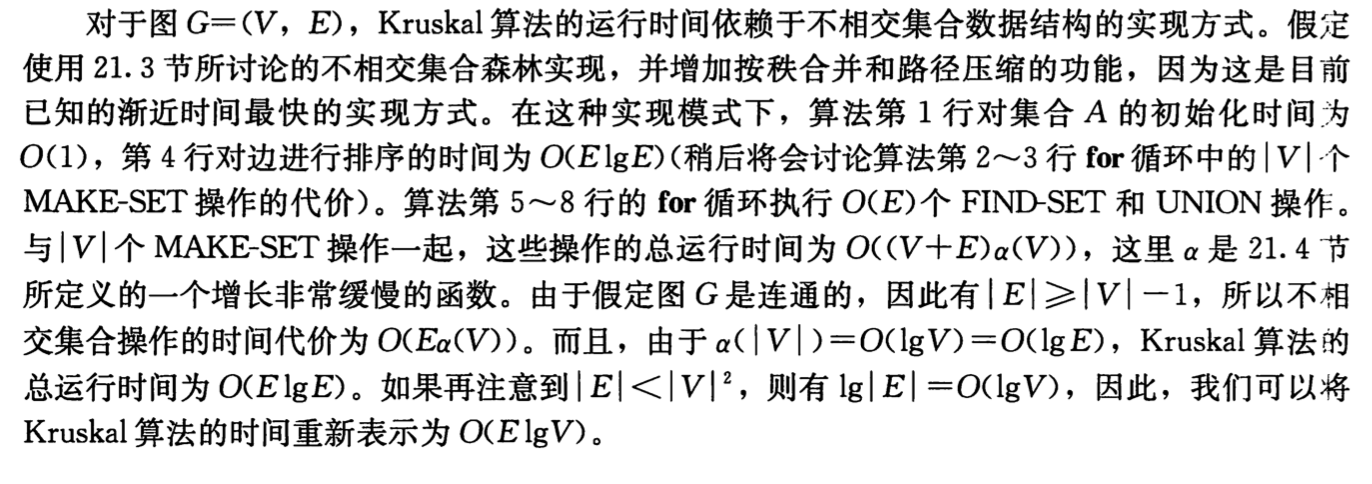 对于图 G=(V, E), Kruskal 算法的运行时间依赖于不相交集合数据结构的实现方式。假定
使用 21.3 节所讨论的不相交集合森林实现，并增加按秩合并和路径压缩的功能，因为这是目前
已知的渐近时间最快的实现方式。在这种实现模式下，算法第 1 行对集合 A 的初始化时间为
O(1)，第 4 行对边进行排序的时间为 O(ElgE)(稍后将会讨论算法第 2～3 行 for 循环中的|V|个
MAKE-SET 操作的代价)。算法第 5～8 行的 for 循环执行 O(E)个 FIND-SET 和 UNION 操作。
与|V|个 MAKE-SET 操作一起，这些操作的总运行时间为 O((V+E)α(V))，这里 α 是 21.4 节
所定义的一个增长非常缓慢的函数。由于假定图 G 是连通的，因此有|E|≥|V|-1，所以不相
交集合操作的时间代价为 O(Eα(V))。而且，由于 α(|V|)=O(lgV)=O(lgE)，Kruskal 算法的
总运行时间为 O(ElgE)。如果再注意到|E|<|V|²，则有 lg|E|=O(lgV)，因此，我们可以将
Kruskal 算法的时间重新表示为 O(ElgV)。